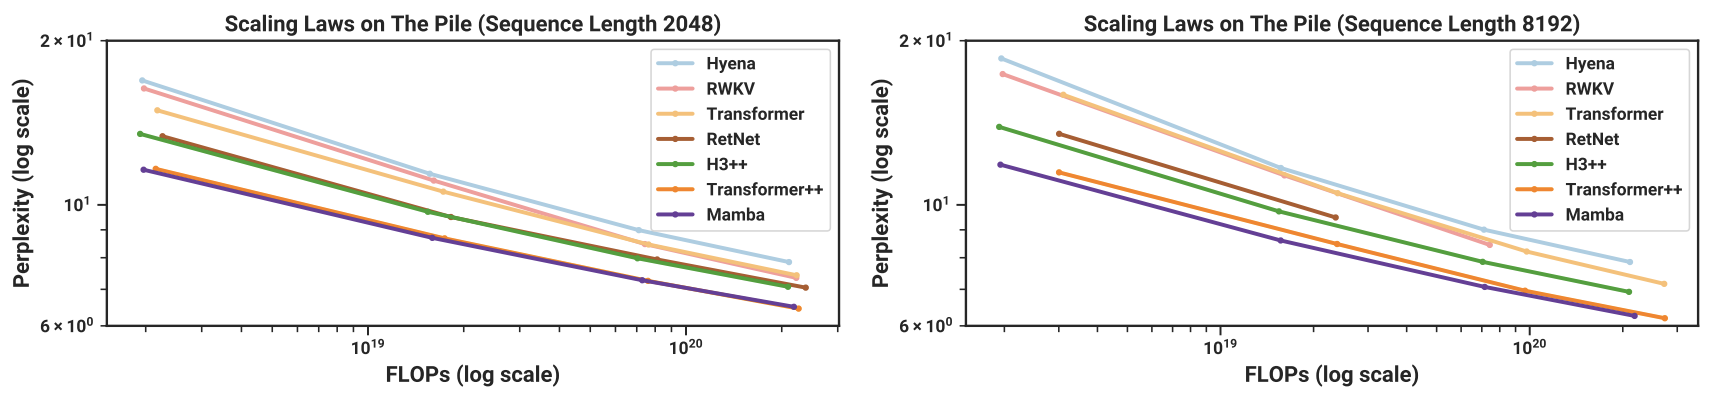 Scaling Laws on The Pile (Sequence Length 2048)
Perplexity (log scale)
2 × 10¹
10¹
6 × 10⁰
Hyena
RWKV
Transformer
RetNet
H3++
Transformer++
Mamba
10¹⁹
10²⁰
FLOPs (log scale)
Scaling Laws on The Pile (Sequence Length 8192)
Perplexity (log scale)
2 × 10¹
10¹
6 × 10⁰
Hyena
RWKV
Transformer
RetNet
H3++
Transformer++
Mamba
10¹⁹
10²⁰
FLOPs (log scale)